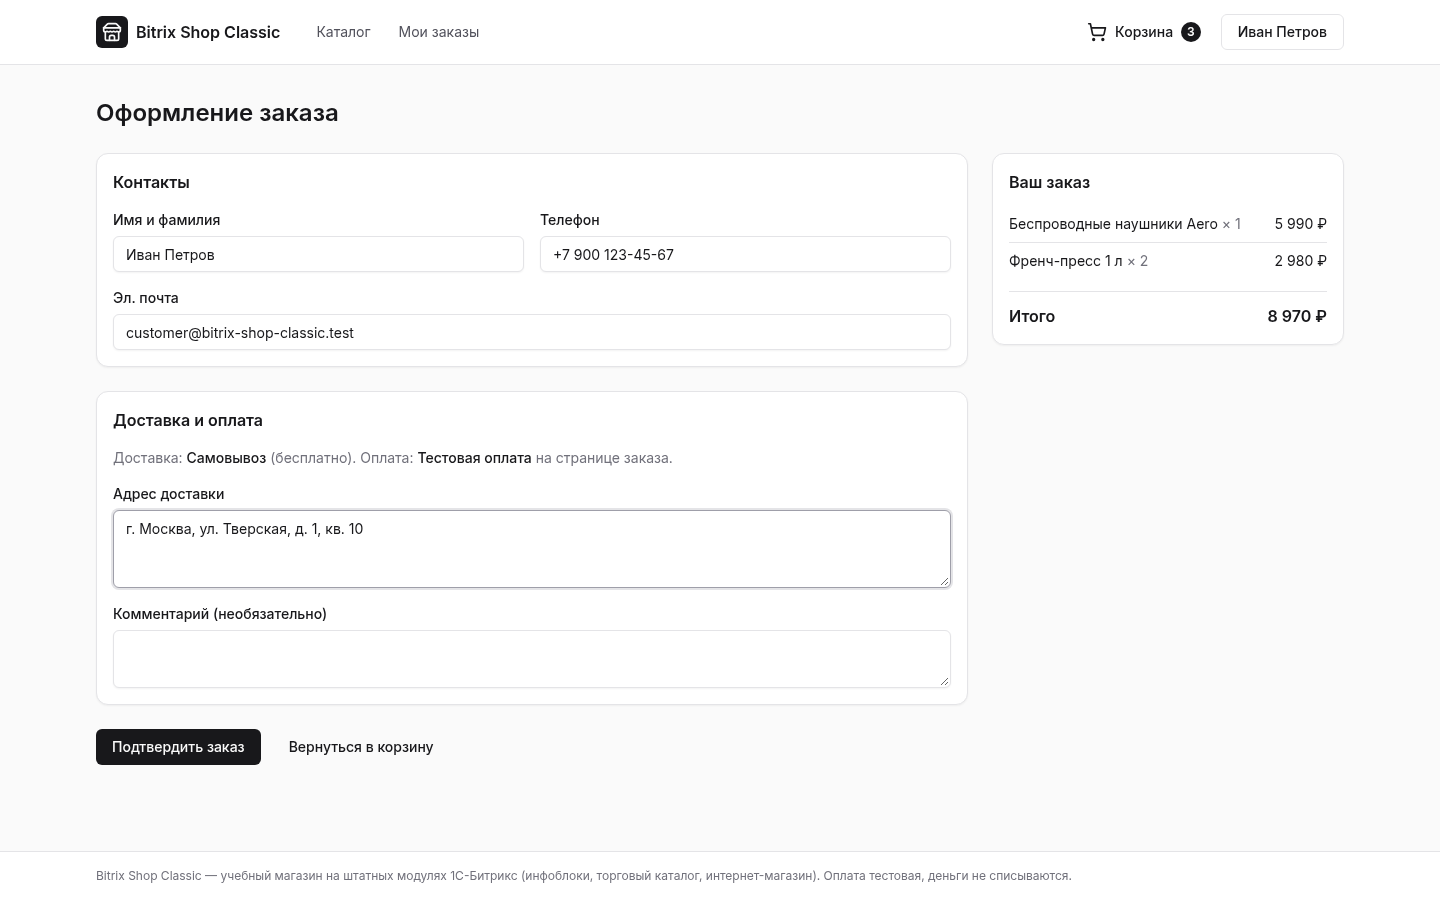 Bitrix Shop Classic
Каталог
Мои заказы
Корзина 3
Иван Петров
Оформление заказа
Контакты
Имя и фамилия
Иван Петров
Телефон
+7 900 123-45-67
Эл. почта
customer@bitrix-shop-classic.test
Доставка и оплата
Доставка: Самовывоз (бесплатно). Оплата: Тестовая оплата на странице заказа.
Адрес доставки
г. Москва, ул. Тверская, д. 1, кв. 10
Комментарий (необязательно)
Подтвердить заказ
Вернуться в корзину
Ваш заказ
Беспроводные наушники Aero × 1 5 990 ₽
Френч-пресс 1 л × 2 2 980 ₽
Итого 8 970 ₽
Bitrix Shop Classic — учебный магазин на штатных модулях 1С-Битрикс (инфоблоки, торговый каталог, интернет-магазин). Оплата тестовая, деньги не списываются.